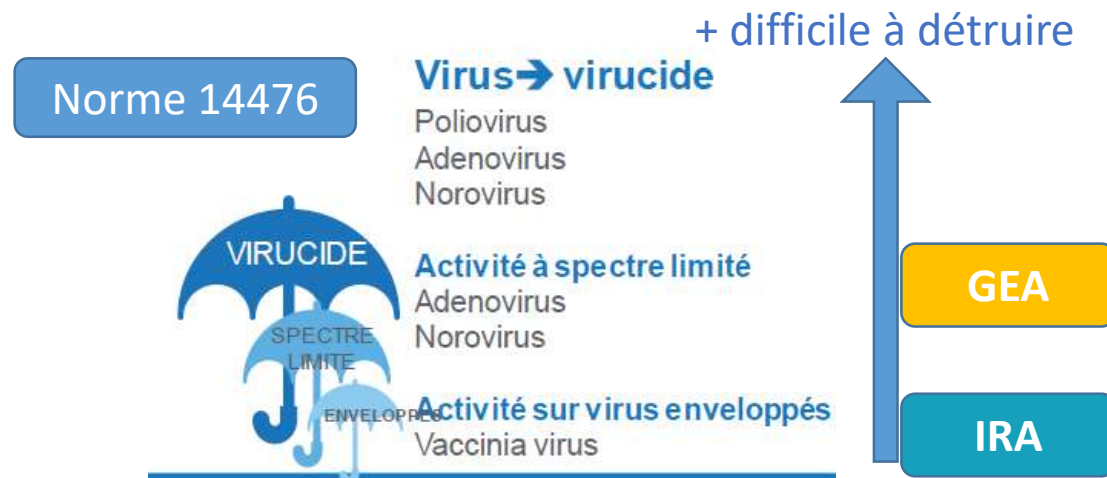 + difficile à détruire
Norme 14476
Virus➔ virucide
Poliovirus
Adenovirus
Norovirus
VIRUCIDE
Activité à spectre limité
Adenovirus
Norovirus
SPECTRE
LIMITE
GEA
ENVELOPPES
Activité sur virus enveloppés
Vaccinia virus
IRA